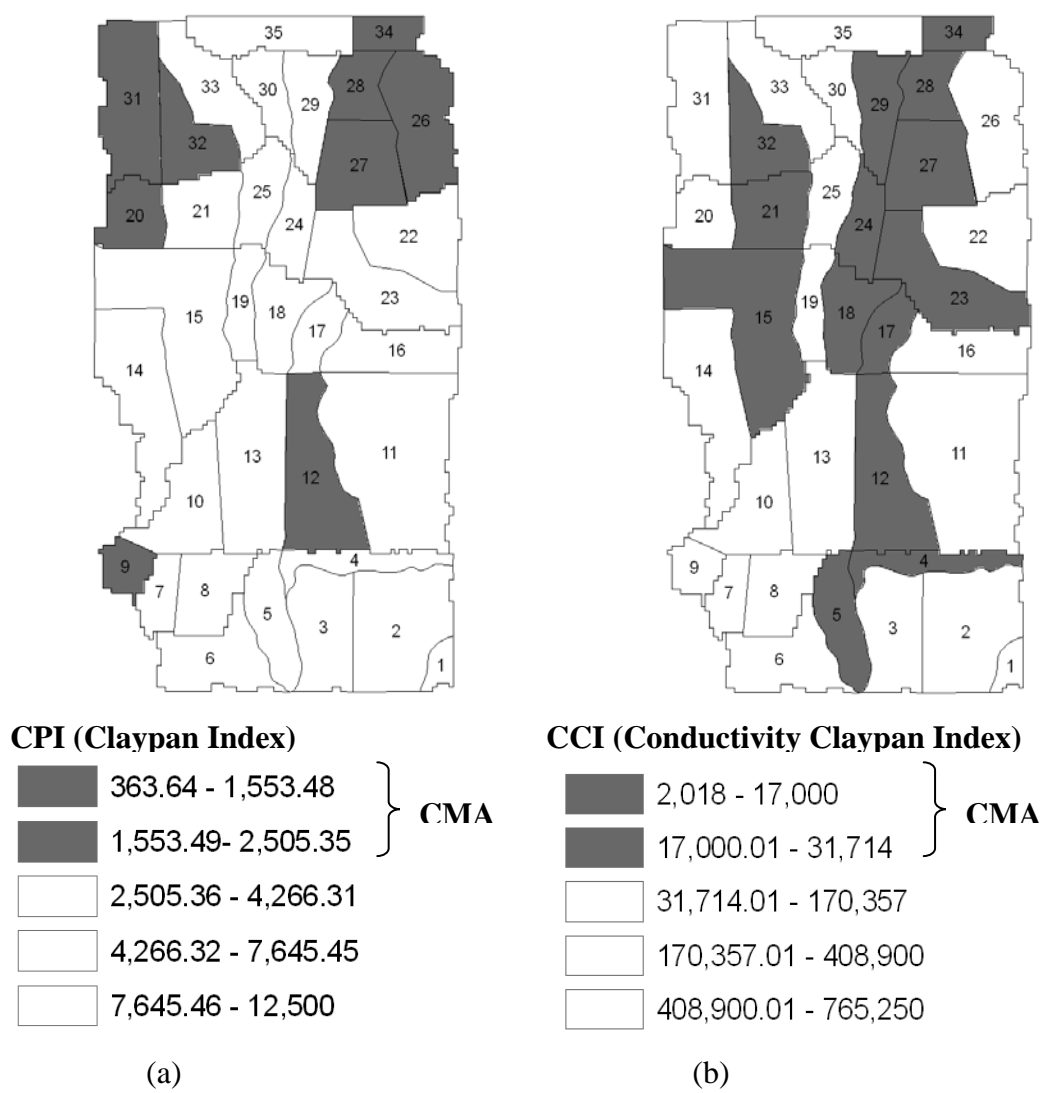 35 34
33 30 29 28 26
31
32 27
25
20 21 24 22
19 18 23
15 17
16
14
13 11
12
10
9 4
7 8
5 3 2
6 1
35 34
33 30 29 28 26
31
32 27
25
20 21 24 22
19 18 23
15 17
16
14
13 11
12
10
9 4
7 8
5 3 2
6 1
CPI (Claypan Index)
363.64 - 1,553.48
1,553.49- 2,505.35
CMA
2,505.36 - 4,266.31
4,266.32 - 7,645.45
7,645.46 - 12,500
(a)
CCI (Conductivity Claypan Index)
2,018 - 17,000
17,000.01 - 31,714
CMA
31,714.01 - 170,357
170,357.01 - 408,900
408,900.01 - 765,250
(b)